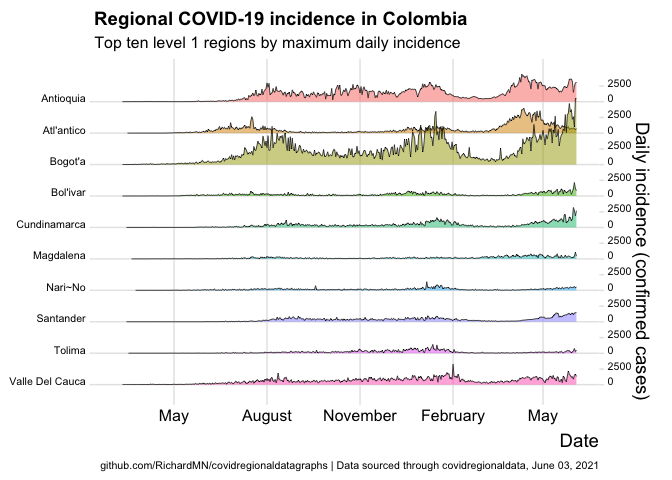 Regional COVID-19 incidence in Colombia
Top ten level 1 regions by maximum daily incidence
Antioquia
2500
0
Atl'antico
2500
0
Bogot'a
2500
0
Bol'ivar
2500
0
Cundinamarca
2500
0
Magdalena
2500
0
Nari~No
2500
0
Santander
2500
0
Tolima
2500
0
Valle Del Cauca
2500
0
Daily incidence (confirmed cases)
May
August
November
February
May
Date
github.com/RichardMN/covidregionaldatagraphs | Data sourced through covidregionaldata, June 03, 2021